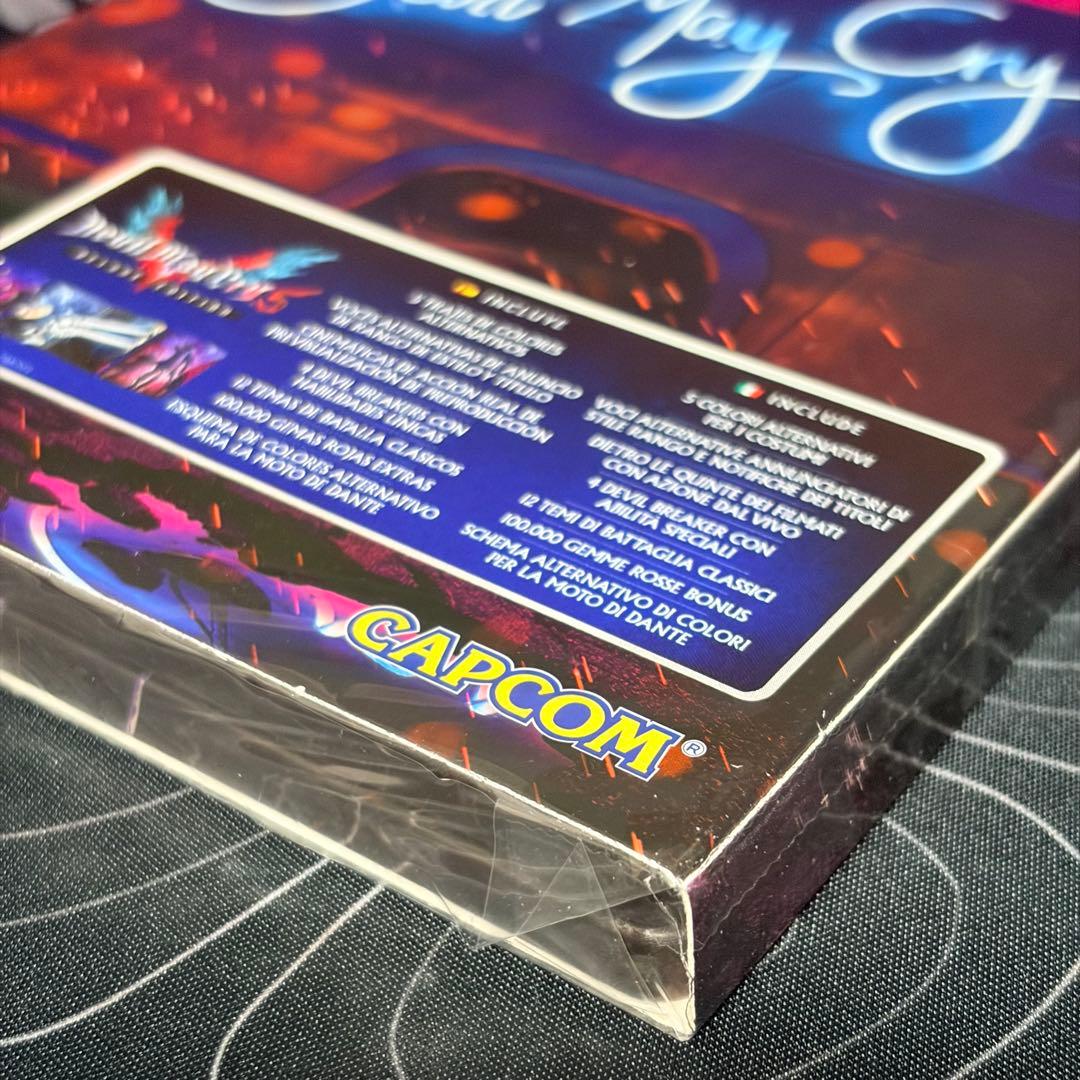 May Cry
Devil May Cry 5
DELUXE EDITION
INCLUYE
3 TRAJES DE COLORES
ALTERNATIVOS
VOCES ALTERNATIVAS DE ANUNCIO
DE RANGO DE ESTILO Y TÍTULO
CINEMÁTICAS DE ACCIÓN REAL DE
PREVISUALIZACIÓN DE PREPRODUCCIÓN
4 DEVIL BREAKERS CON
HABILIDADES ÚNICAS
12 TEMAS DE BATALLA CLÁSICOS
100.000 GEMAS ROJAS EXTRAS
ESQUEMA DE COLORES ALTERNATIVO
PARA LA MOTO DE DANTE
INCLUDE
3 COLORI ALTERNATIVI
PER I COSTUMI
VOCI ALTERNATIVE ANNUNCIATORI DI
STILE RANGO E NOTIFICHE DEI TITOLI
DIETRO LE QUINTE DEI FILMATI
CON AZIONE DAL VIVO
4 DEVIL BREAKER CON
ABILITÀ SPECIALI
12 TEMI DI BATTAGLIA CLASSICI
100.000 GEMME ROSSE BONUS
SCHEMA ALTERNATIVO DI COLORI
PER LA MOTO DI DANTE
CAPCOM®